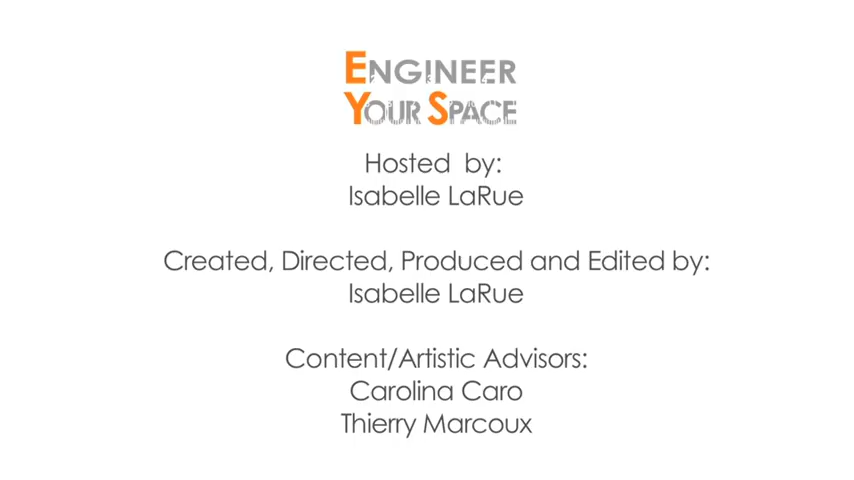 ENGINEER
YOUR SPACE
Hosted by:
Isabelle LaRue
Created, Directed, Produced and Edited by:
Isabelle LaRue
Content/Artistic Advisors:
Carolina Caro
Thierry Marcoux